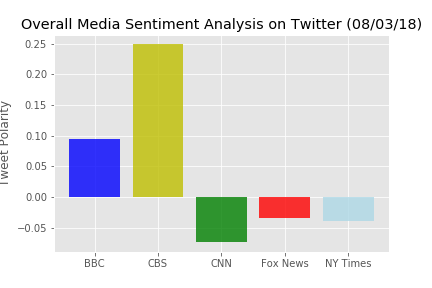 Overall Media Sentiment Analysis on Twitter (08/03/18)
Tweet Polarity
0.25
0.20
0.15
0.10
0.05
0.00
−0.05
BBC CBS CNN Fox News NY Times